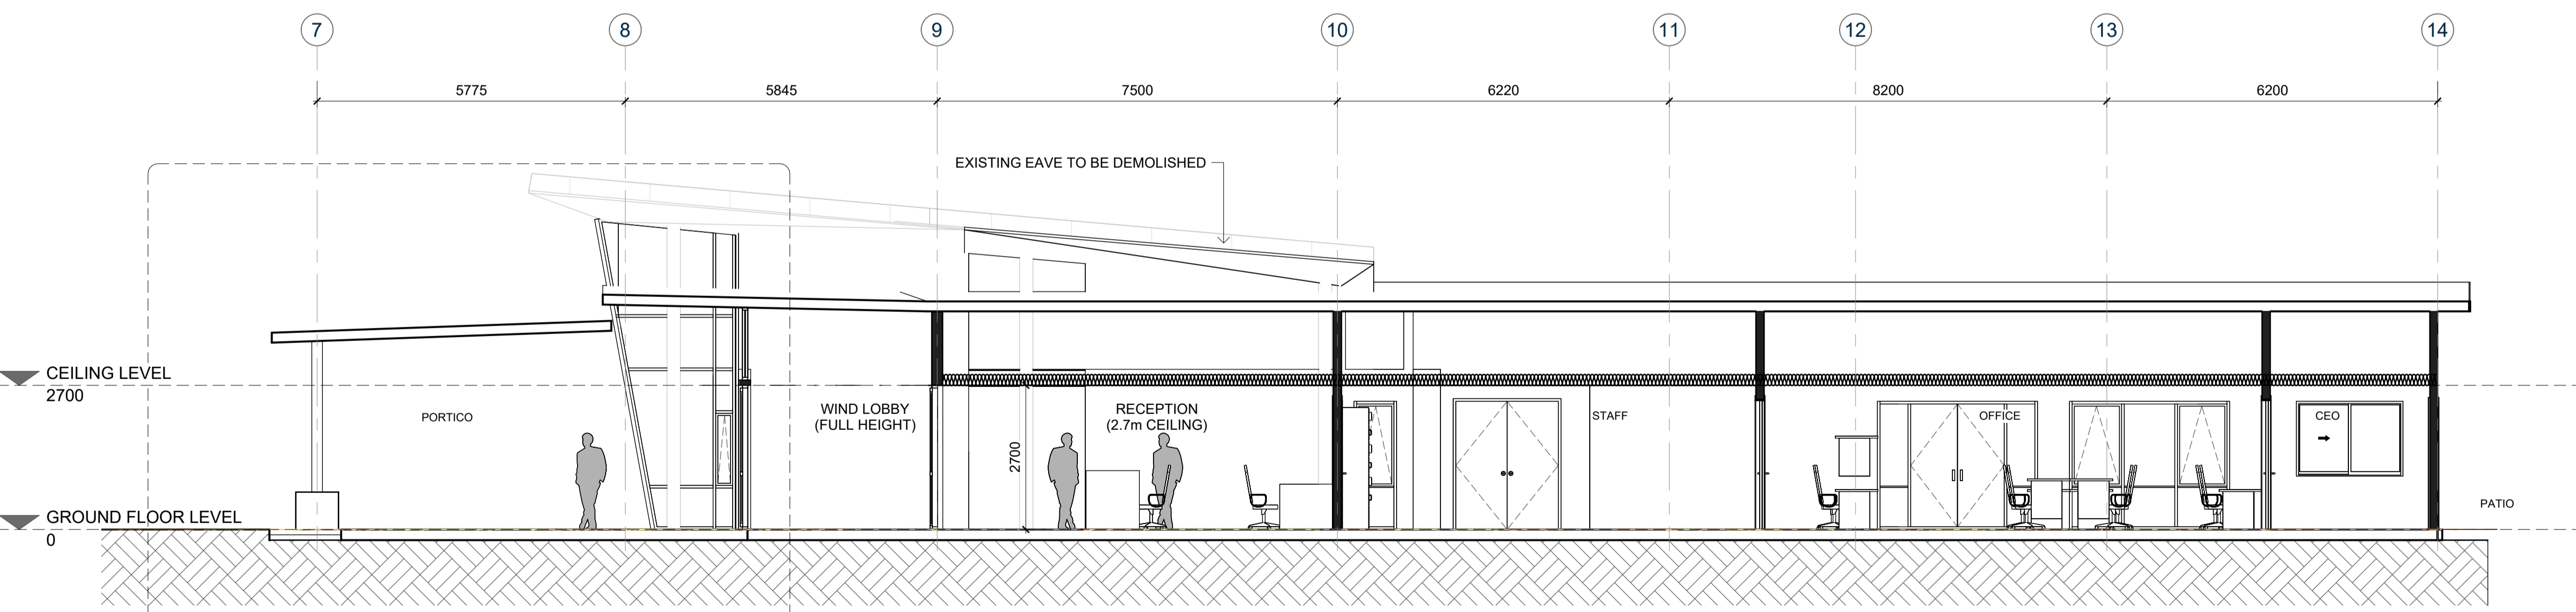 7
8
9
10
11
12
13
14
5775
5845
7500
6220
8200
6200
EXISTING EAVE TO BE DEMOLISHED
CEILING LEVEL
2700
PORTICO
WIND LOBBY
(FULL HEIGHT)
RECEPTION
(2.7m CEILING)
2700
STAFF
OFFICE
CEO
PATIO
GROUND FLOOR LEVEL
0